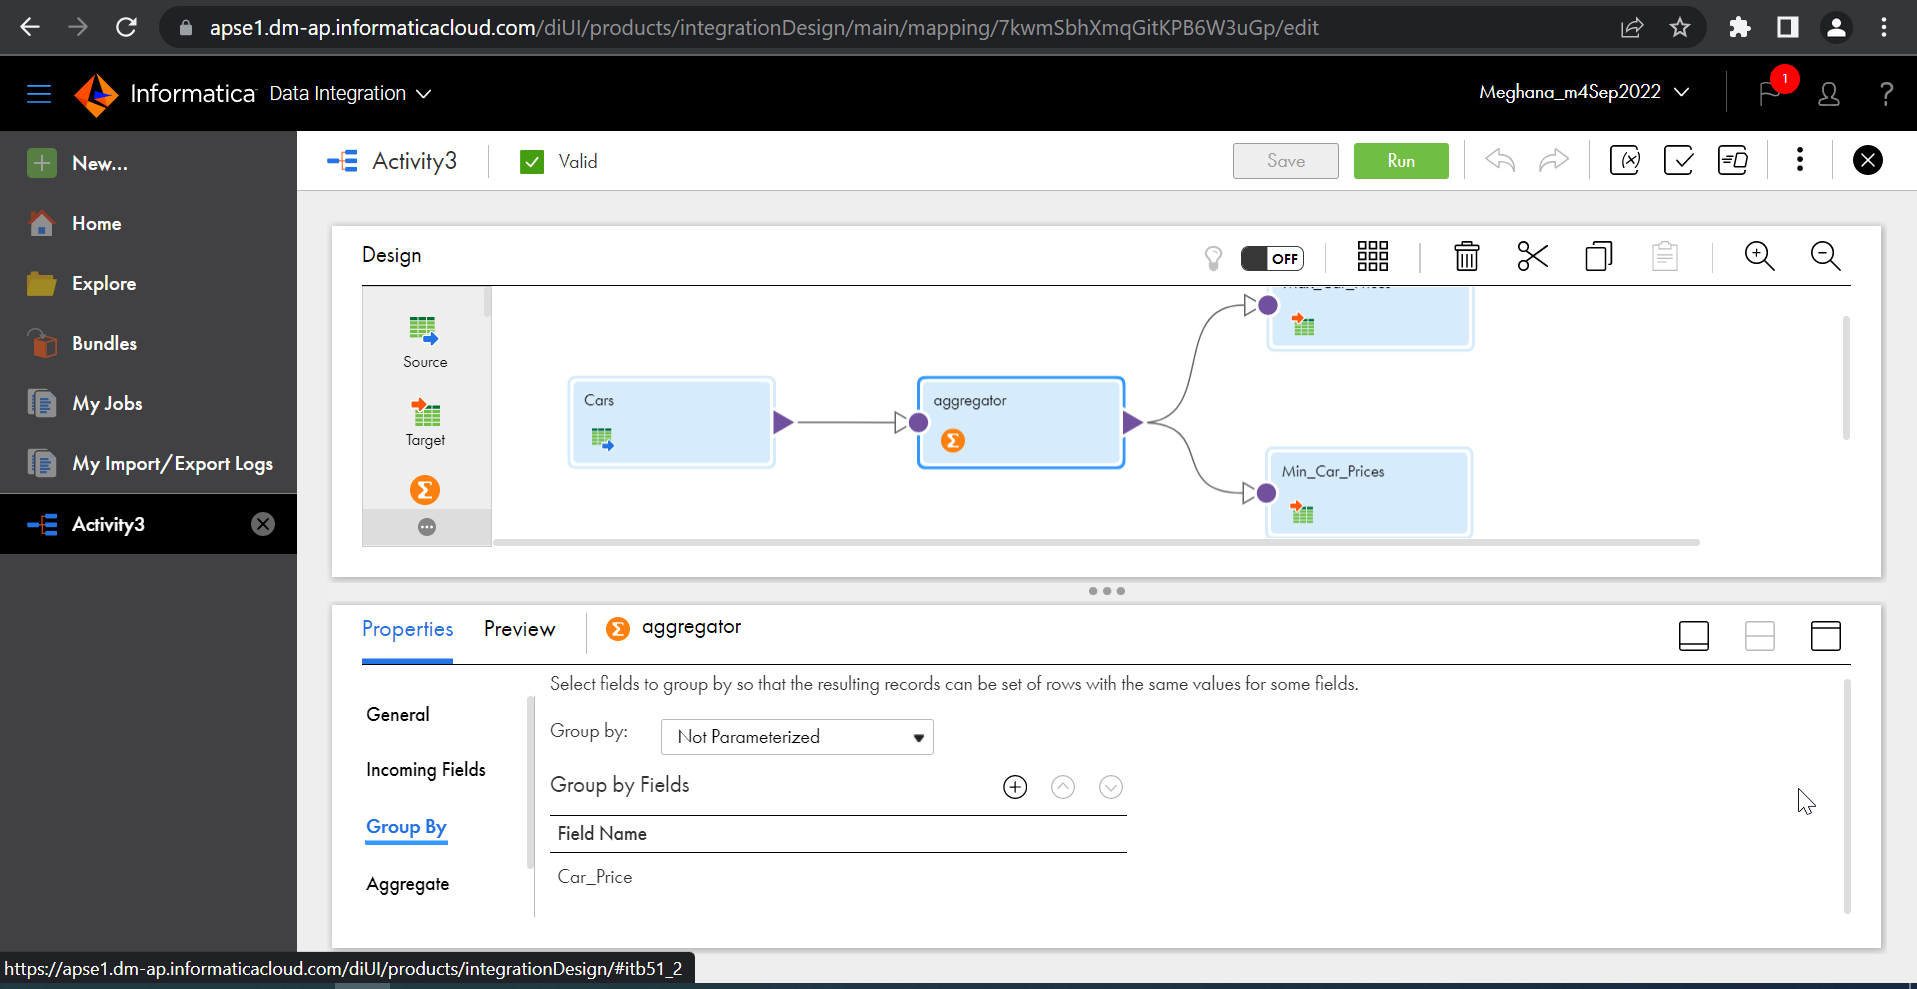 apse1.dm-ap.informaticacloud.com/diUI/products/integrationDesign/main/mapping/7kwmSbhXmqGitKPB6W3uGp/edit
Informatica Data Integration
Meghana_m4Sep2022
1
?
New...
Home
Explore
Bundles
My Jobs
My Import/Export Logs
Activity3
Activity3
Valid
Save
Run
(x)
Design
OFF
Source
Target
Cars
aggregator
Min_Car_Prices
Properties
Preview
aggregator
General
Incoming Fields
Group By
Aggregate
Select fields to group by so that the resulting records can be set of rows with the same values for some fields.
Group by:
Not Parameterized
Group by Fields
Field Name
Car_Price
https://apse1.dm-ap.informaticacloud.com/diUI/products/integrationDesign/#itb51_2